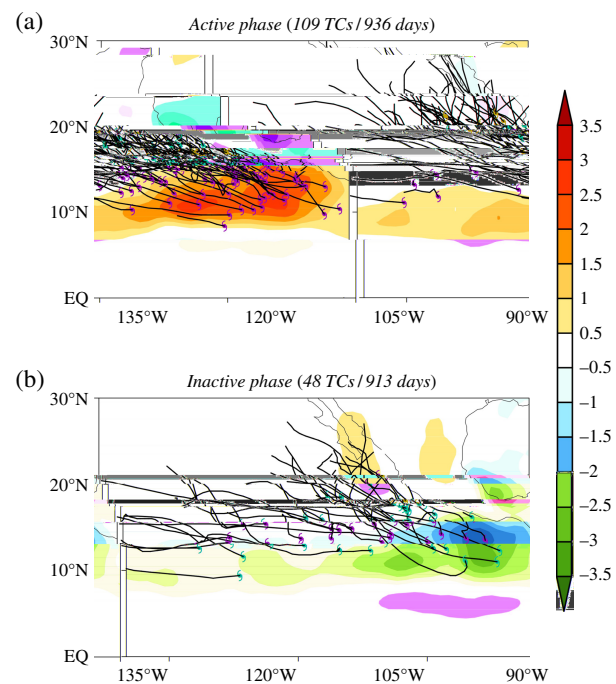 (a)
Active phase (109 TCs / 936 days)
30°N
20°N
10°N
EQ
135°W 120°W 105°W 90°W
(b)
Inactive phase (48 TCs / 913 days)
30°N
20°N
10°N
EQ
135°W 120°W 105°W 90°W
3.5
3
2.5
2
1.5
1
0.5
−0.5
−1
−1.5
−2
−2.5
−3
−3.5